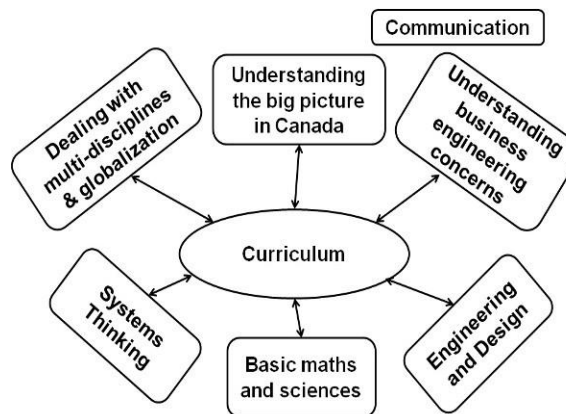 Communication
Dealing with
multi-disciplines
& globalization
Understanding
the big picture
in Canada
Understanding
business
engineering
concerns
Curriculum
Systems
Thinking
Basic maths
and sciences
Engineering
and Design